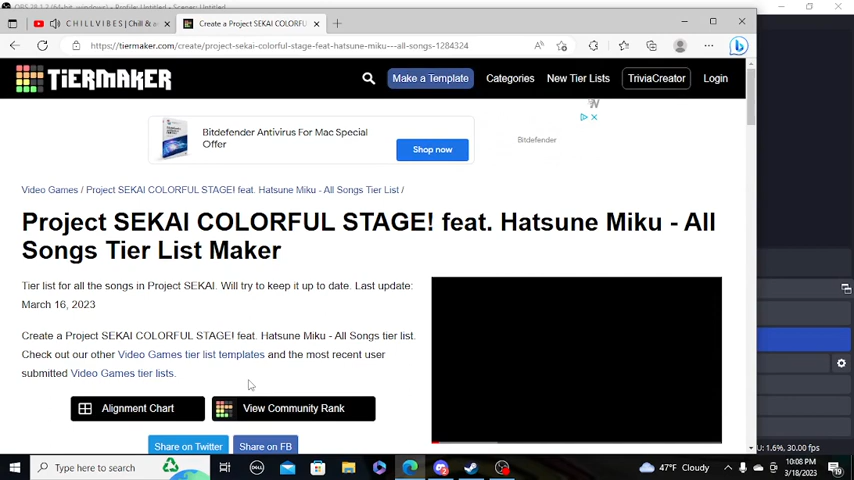 OBS 28.1.2 - Profile: Untitled - Scenes: Untitled
C H I L L V I B E S | Chill & a
Create a Project SEKAI COLORFUL
https://tiermaker.com/create/project-sekai-colorful-stage-feat-hatsune-miku---all-songs-1284324
TIERMAKER
Make a Template
Categories
New Tier Lists
TriviaCreator
Login
Bitdefender Antivirus For Mac Special
Offer
Shop now
Bitdefender
Video Games / Project SEKAI COLORFUL STAGE! feat. Hatsune Miku - All Songs Tier List /
Project SEKAI COLORFUL STAGE! feat. Hatsune Miku - All
Songs Tier List Maker
Tier list for all the songs in Project SEKAI. Will try to keep it up to date. Last update:
March 16, 2023
Create a Project SEKAI COLORFUL STAGE! feat. Hatsune Miku - All Songs tier list.
Check out our other Video Games tier list templates and the most recent user
submitted Video Games tier lists.
Alignment Chart
View Community Rank
Share on Twitter
Share on FB
U: 1.6%, 30.00 fps
Type here to search
DELL
47°F Cloudy
10:08 PM
3/18/2023
19